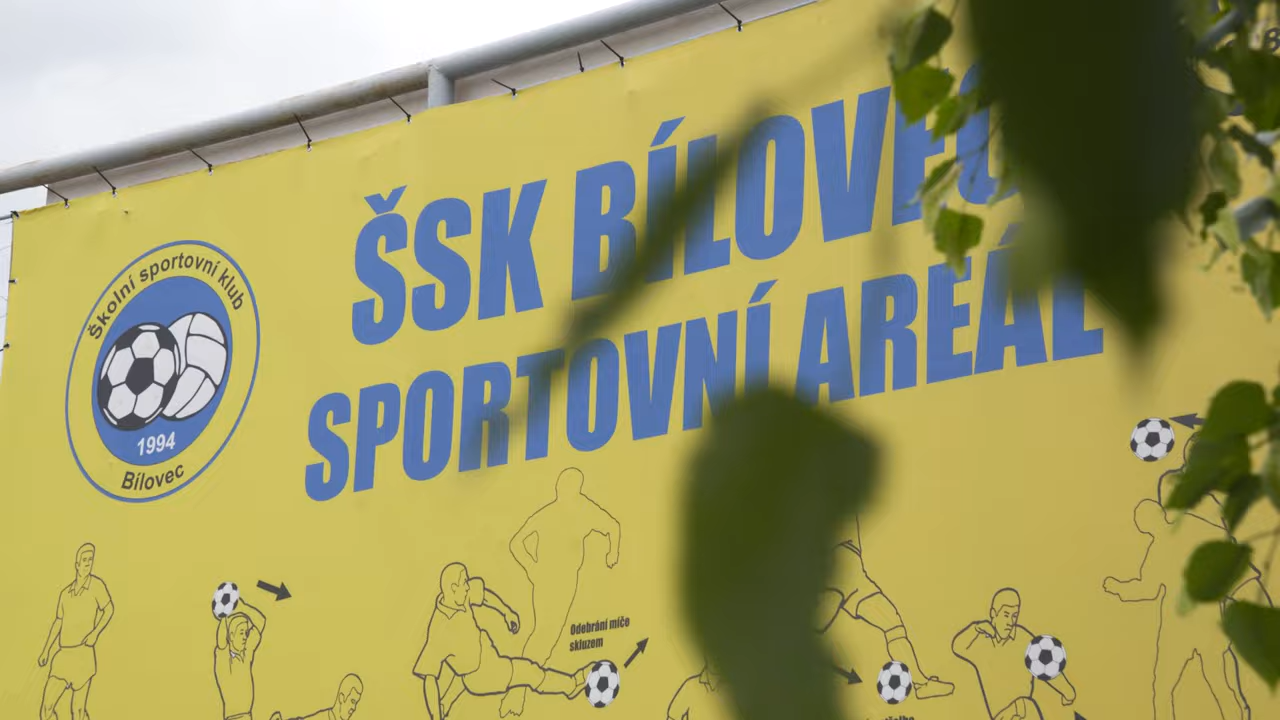 ŠSK BÍLOVEC
SPORTOVNÍ AREÁL
Školní sportovní klub
1994
Bílovec
Odebrání míče
skluzem